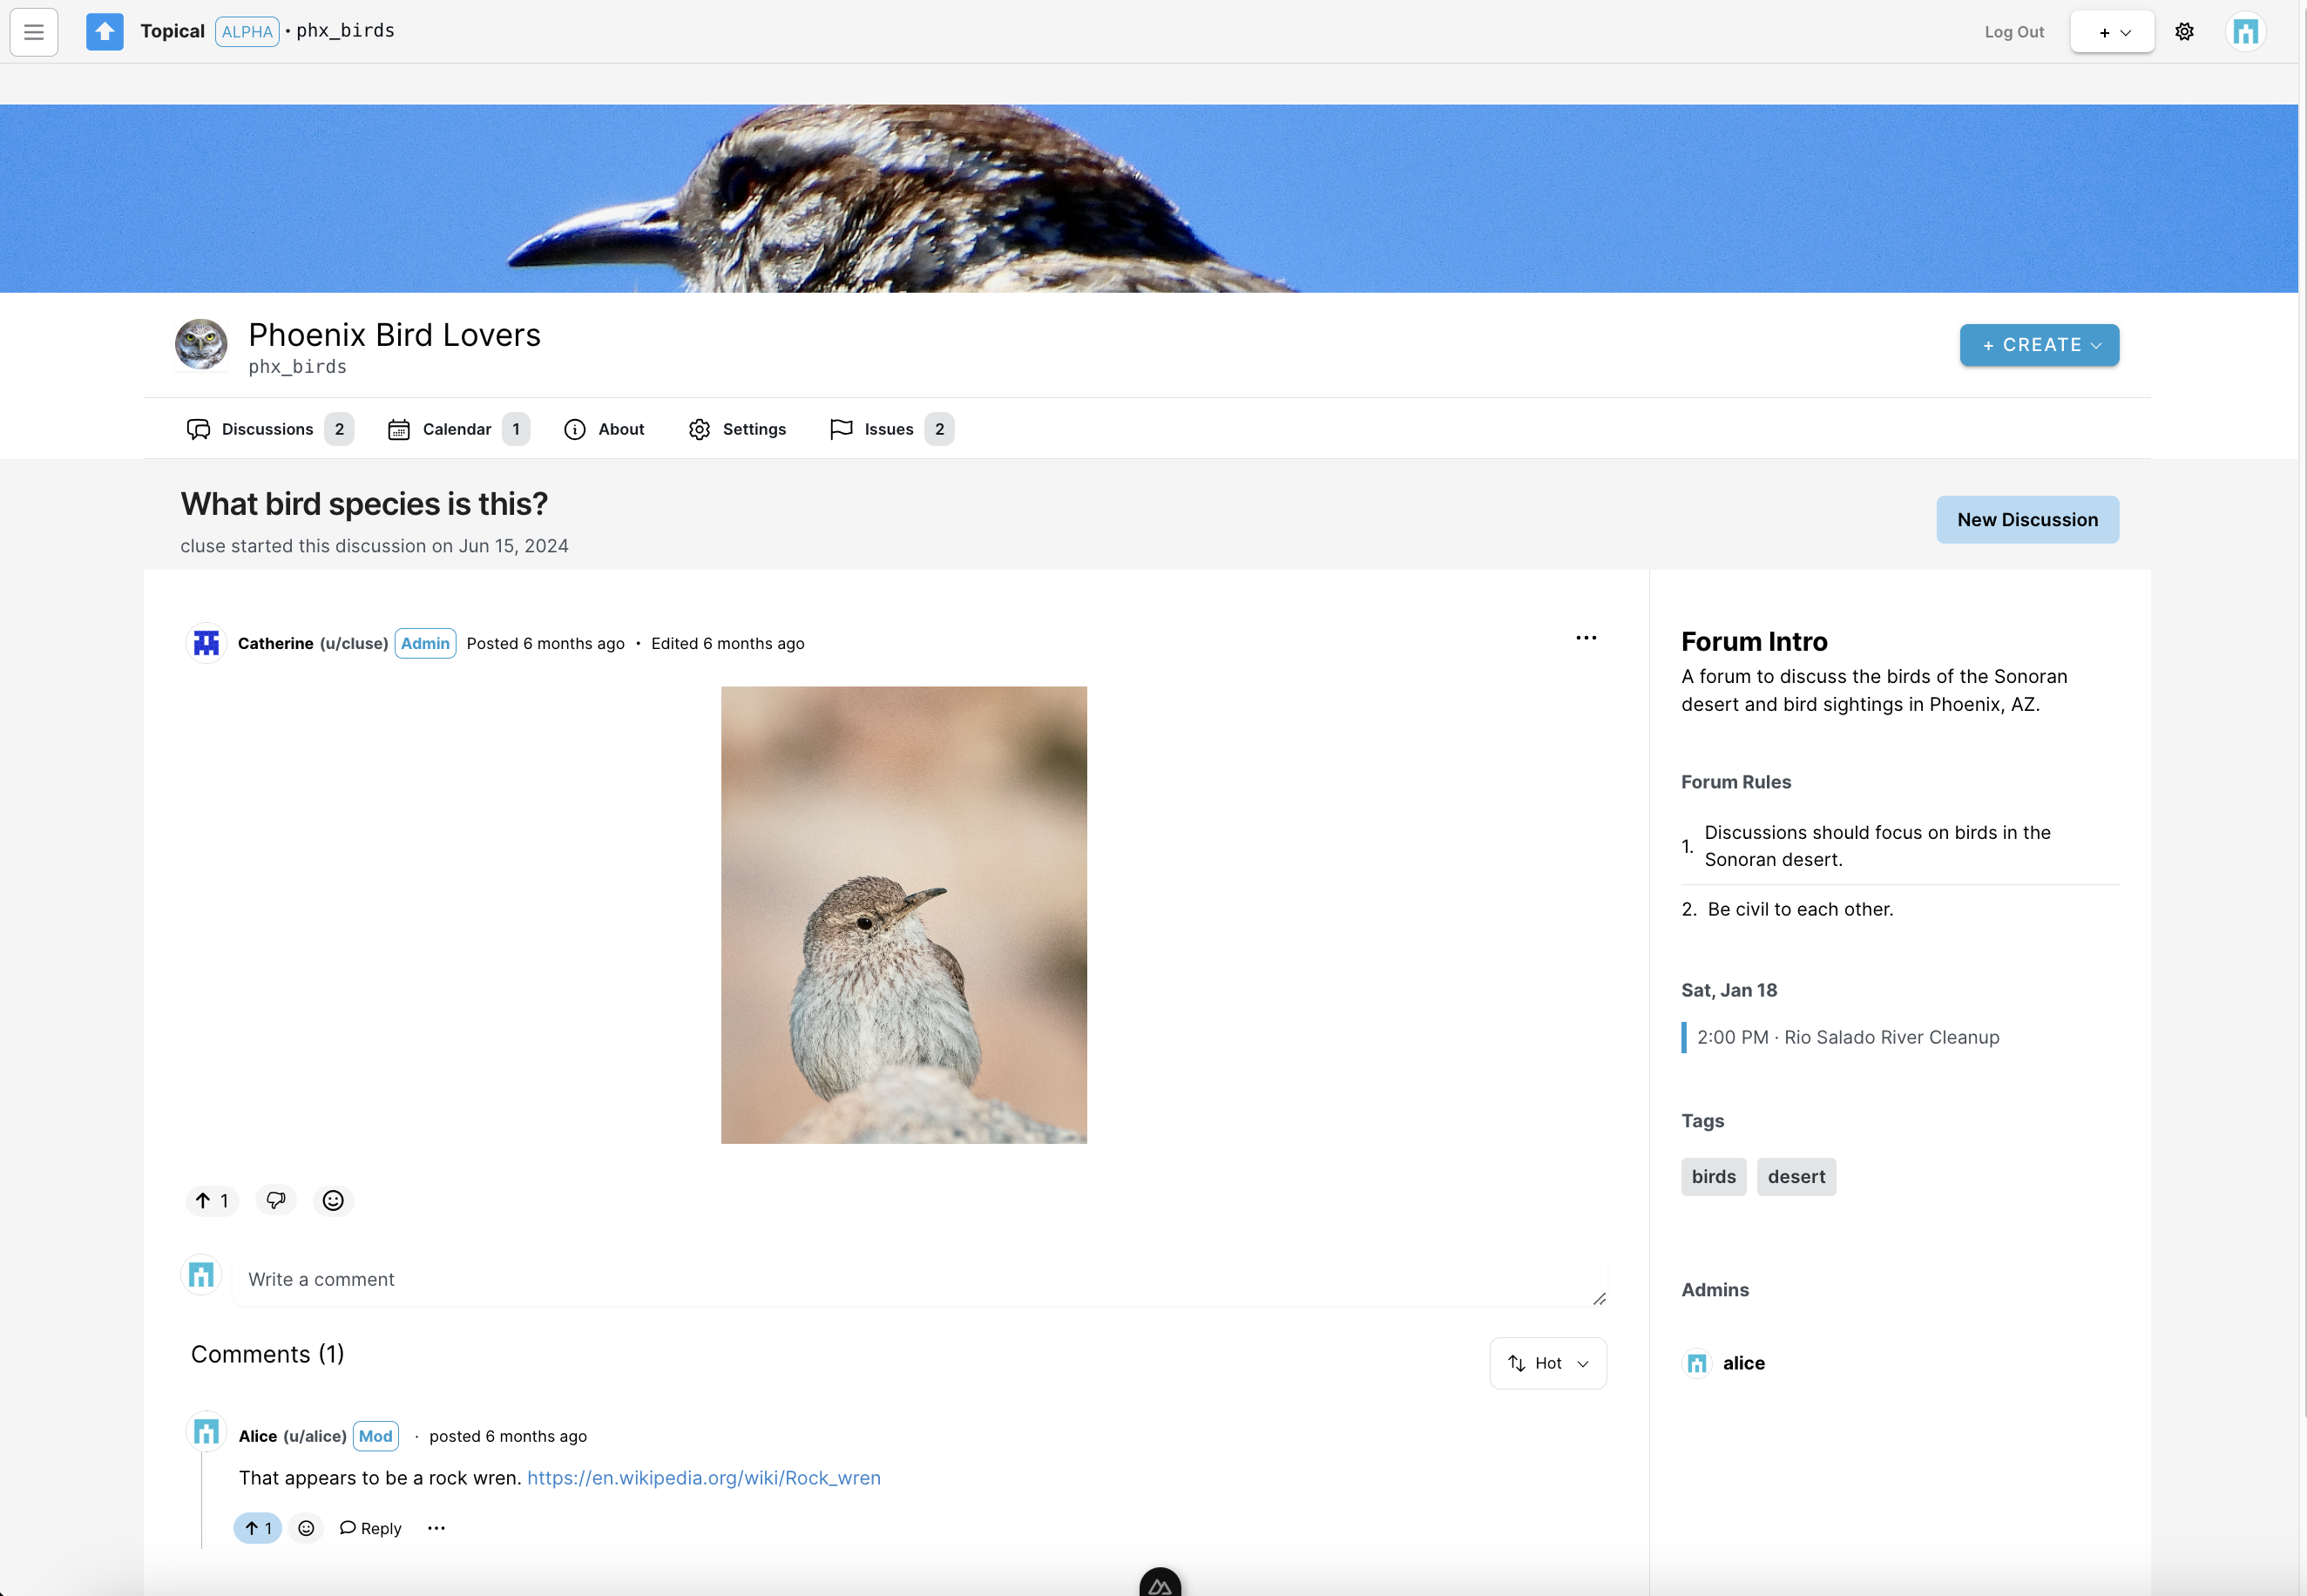 Topical ALPHA • phx_birds
Log Out
+
Phoenix Bird Lovers
phx_birds
+ CREATE
Discussions 2 Calendar 1 About Settings Issues 2
What bird species is this?
cluse started this discussion on Jun 15, 2024
New Discussion
Catherine (u/cluse) Admin Posted 6 months ago • Edited 6 months ago
1
Write a comment
Comments (1)
Hot
Alice (u/alice) Mod · posted 6 months ago
That appears to be a rock wren. https://en.wikipedia.org/wiki/Rock_wren
1 Reply
Forum Intro
A forum to discuss the birds of the Sonoran
desert and bird sightings in Phoenix, AZ.
Forum Rules
1. Discussions should focus on birds in the
Sonoran desert.
2. Be civil to each other.
Sat, Jan 18
2:00 PM · Rio Salado River Cleanup
Tags
birds desert
Admins
alice